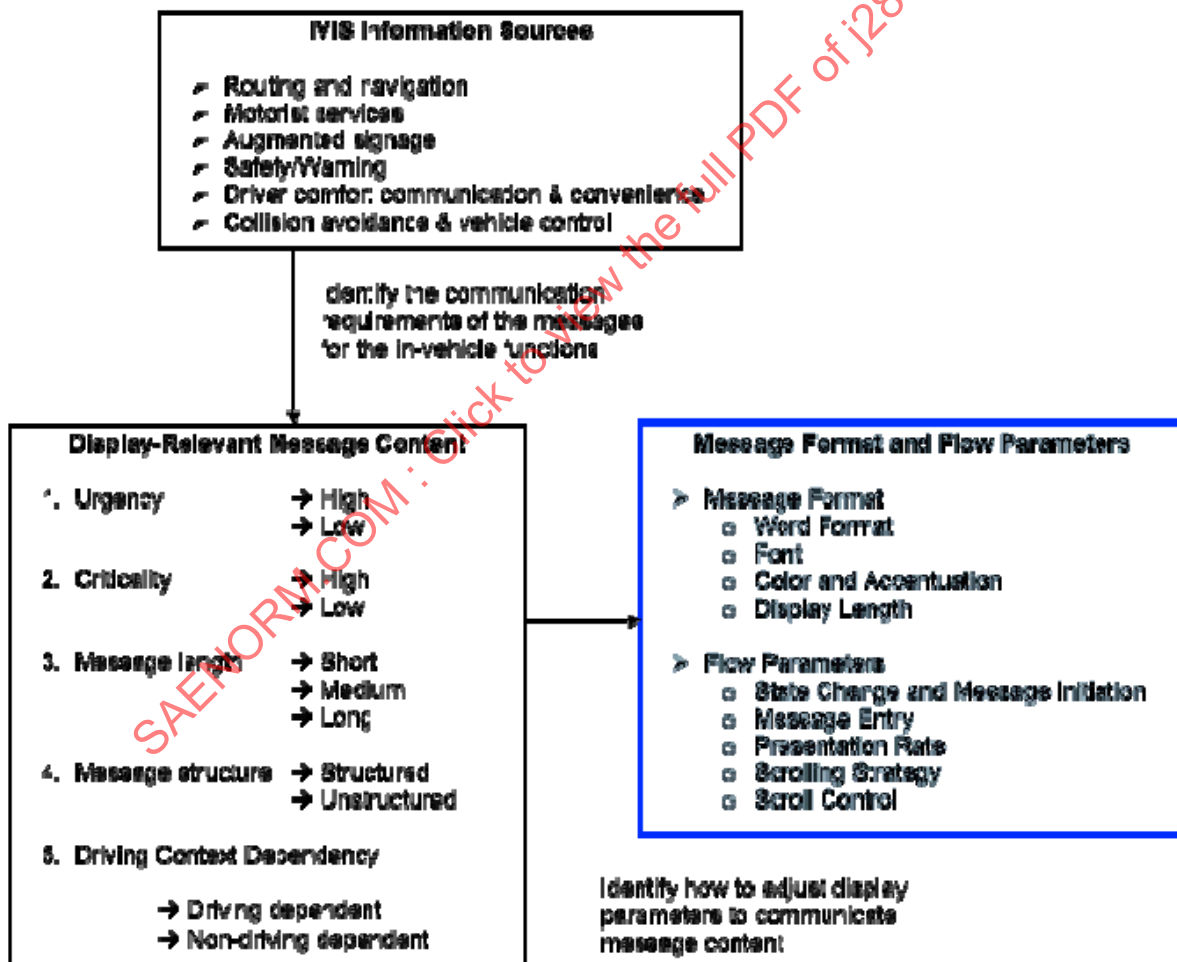 IVIS Information Sources
➢ Routing and navigation
➢ Motorist services
➢ Augmented signage
➢ Safety/Warning
➢ Driver comfort communication & convenience
➢ Collision avoidance & vehicle control
Identify the communication
requirements of the messages
for the in-vehicle functions
Display-Relevant Message Content
1. Urgency → High
→ Low
2. Criticality → High
→ Low
3. Message length → Short
→ Medium
→ Long
4. Message structure → Structured
→ Unstructured
5. Driving Context Dependency
→ Driving dependent
→ Non-driving dependent
Message Format and Flow Parameters
➢ Message Format
o Word Format
o Font
o Color and Accentuation
o Display Length
➢ Flow Parameters
o State Change and Message Initiation
o Message Entry
o Presentation Rate
o Scrolling Strategy
o Scroll Control
Identify how to adjust display
parameters to communicate
message content
SAENORM.COM : Click to view the full PDF of j28